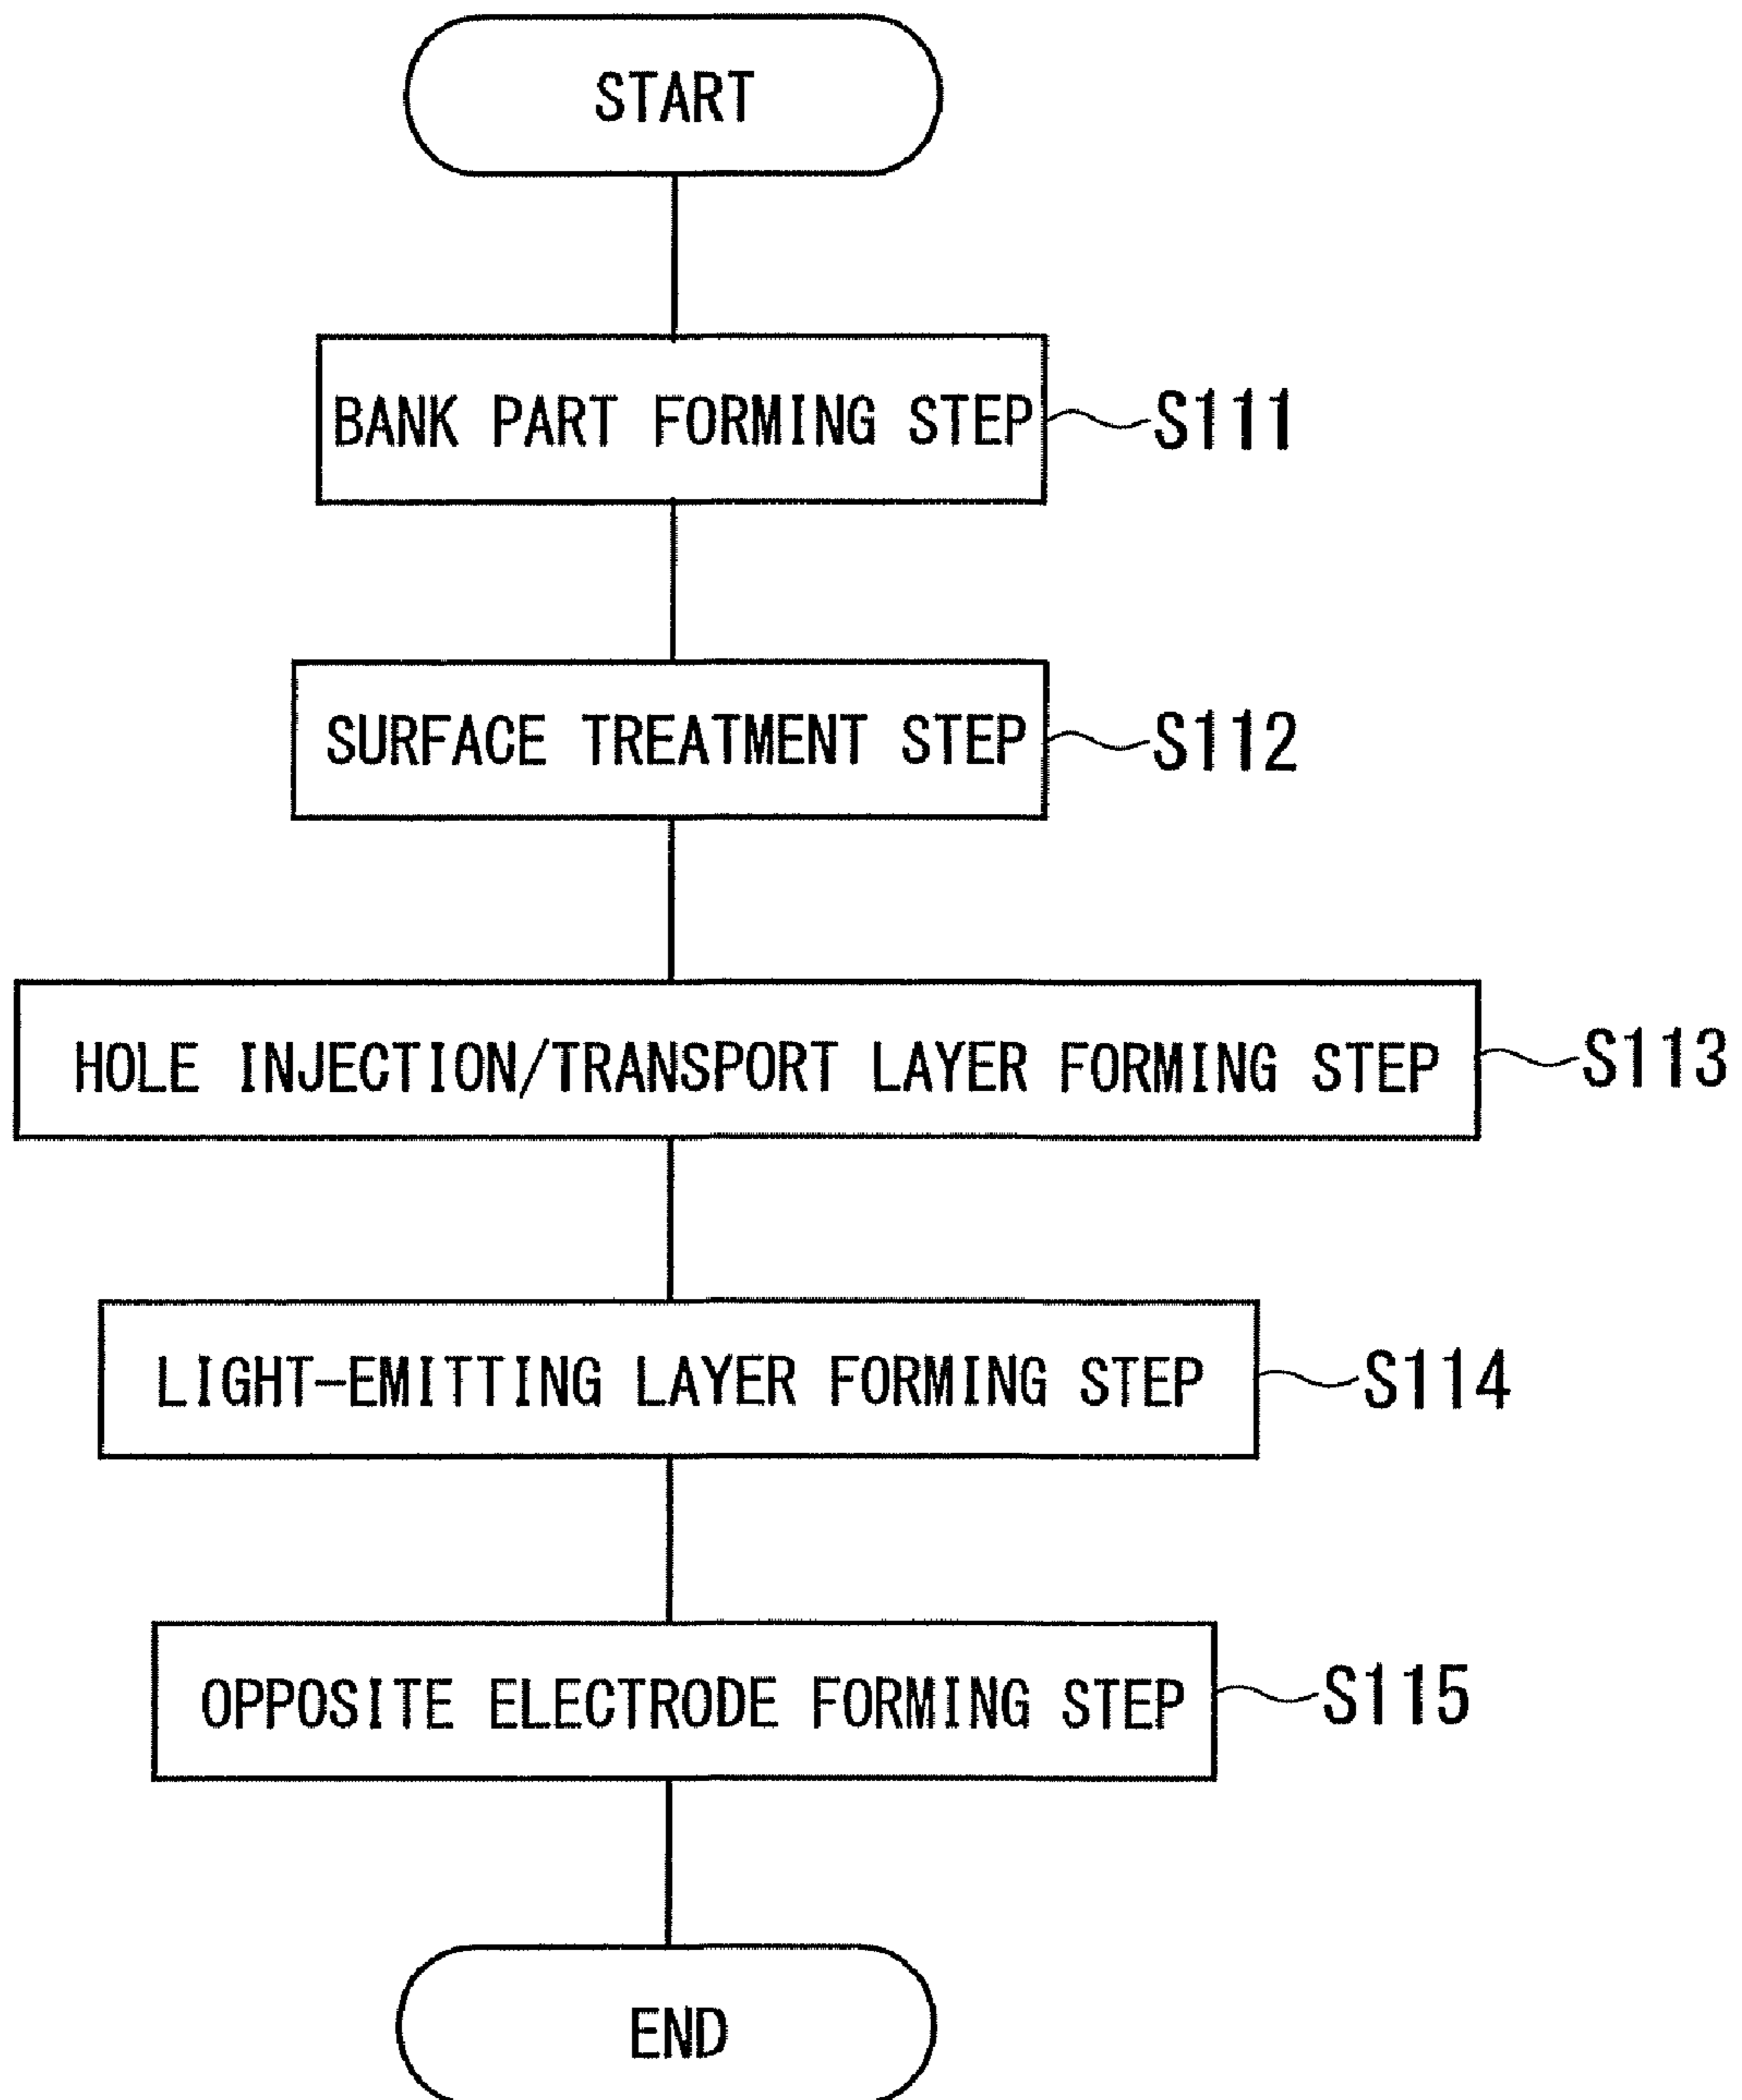 START
BANK PART FORMING STEP S111
SURFACE TREATMENT STEP S112
HOLE INJECTION/TRANSPORT LAYER FORMING STEP S113
LIGHT-EMITTING LAYER FORMING STEP S114
OPPOSITE ELECTRODE FORMING STEP S115
END